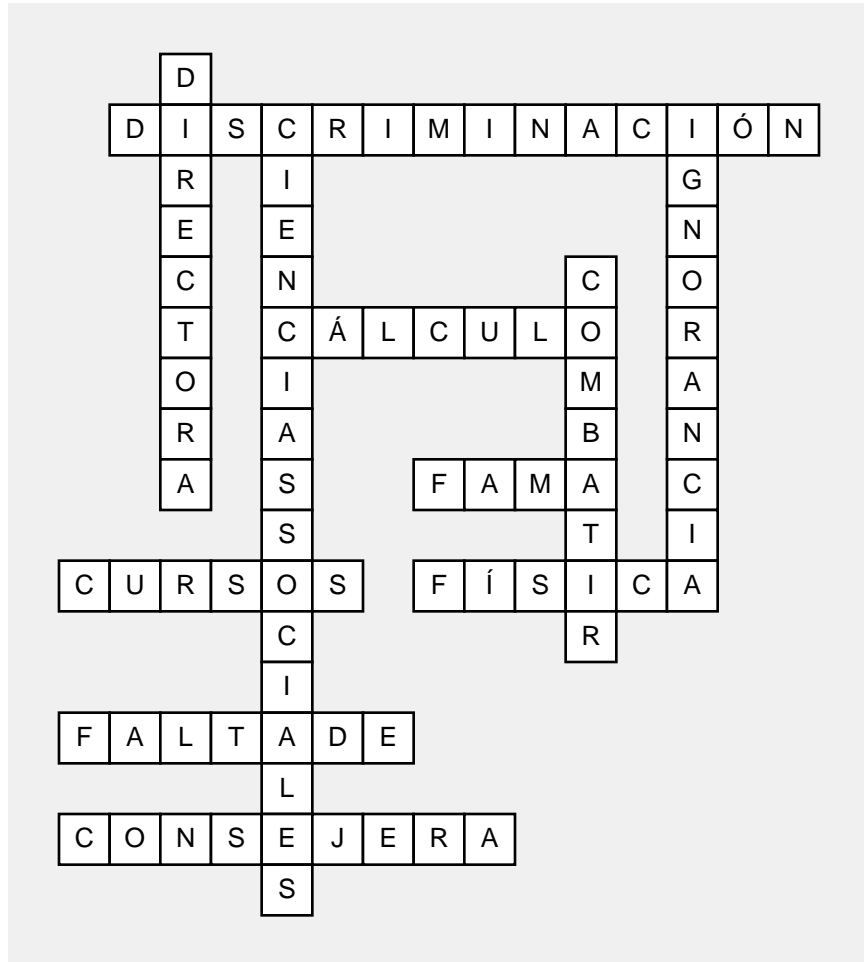 D
DISCRIMINACIÓN
R I G
E E N
C N C O
T CÁLCULO R
O I M A
R A B N
A S FAMA C
S T I
CURSOS FÍSICA
C R
I
FALTADE
L
CONSEJERA
S